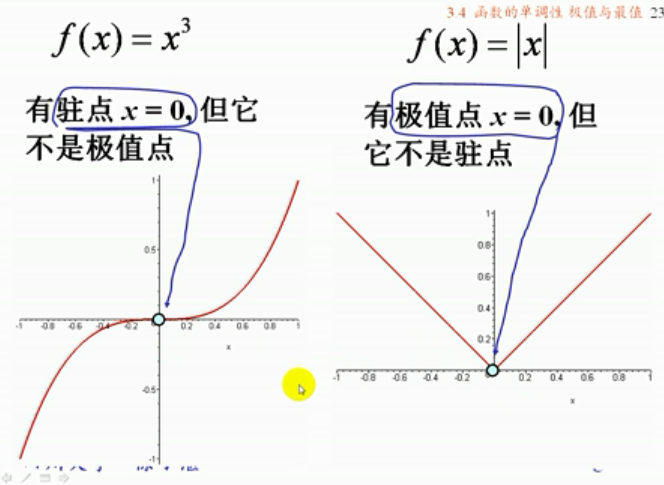 3.4 函数的单调性 极值与最值 23
f(x) = x³
有驻点 x = 0, 但它
不是极值点
1
0.5
-1 -0.8 -0.6 -0.4 -0.2 0.2 0.4 0.6 0.8 1
x
-0.5
-1
f(x) = |x|
有极值点 x = 0, 但
它不是驻点
1
0.8
0.6
0.4
0.2
-1 -0.8 -0.6 -0.4 -0.2 0 0.2 0.4 0.6 0.8 1
x